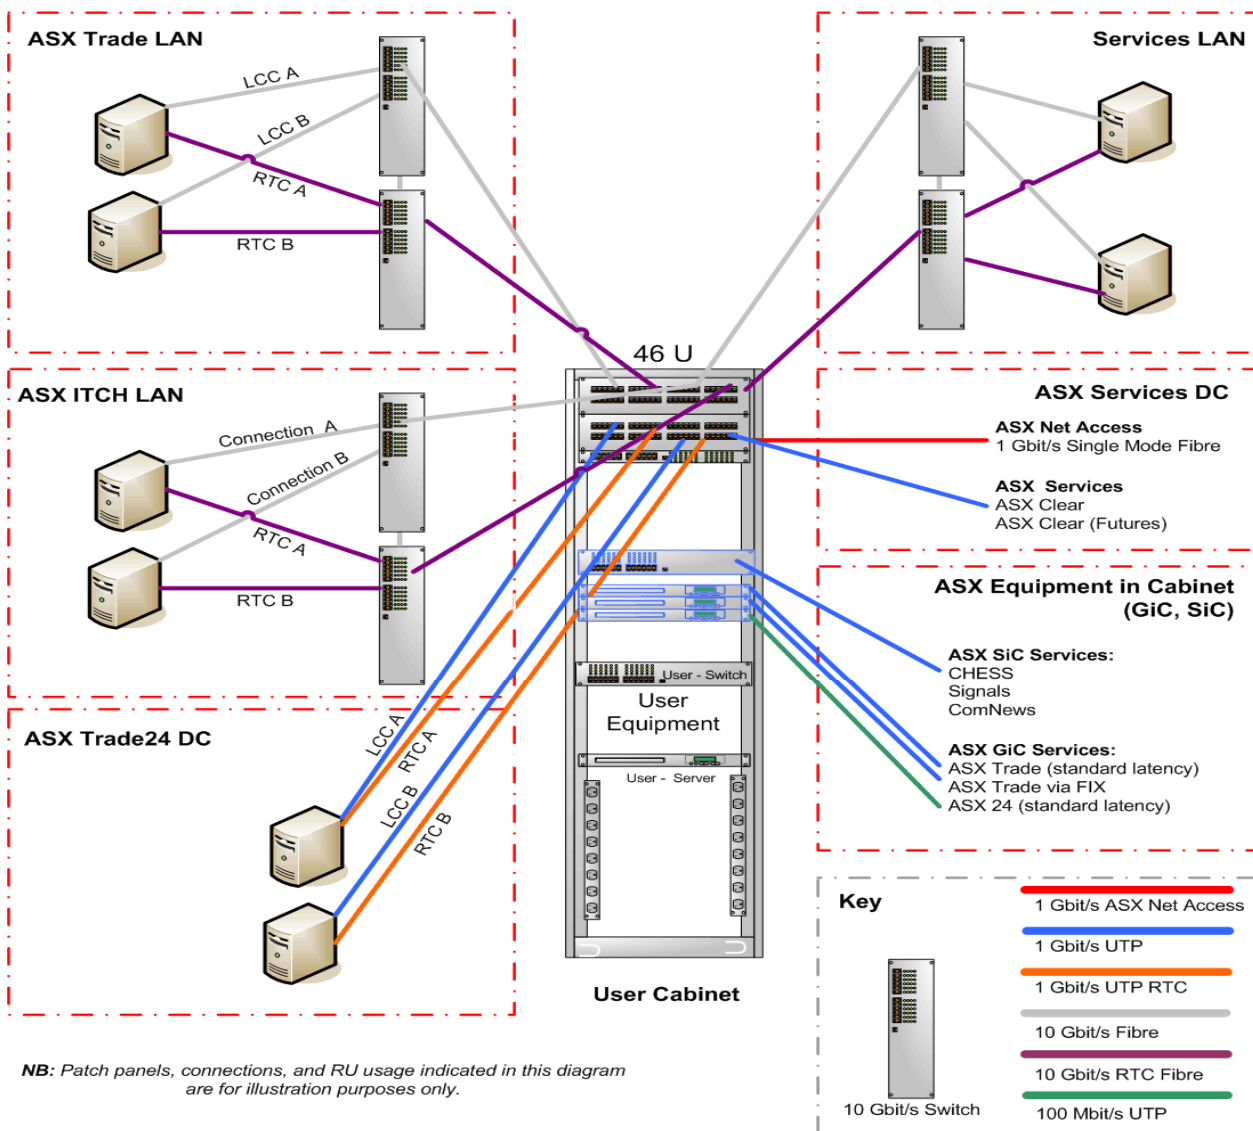 ASX Trade LAN
LCC A
LCC B
RTC A
RTC B
Services LAN
46 U
ASX ITCH LAN
Connection A
Connection B
RTC A
RTC B
ASX Services DC
ASX Net Access
1 Gbit/s Single Mode Fibre
ASX Services
ASX Clear
ASX Clear (Futures)
ASX Equipment in Cabinet
(GiC, SiC)
ASX SiC Services:
CHESS
Signals
ComNews
ASX GiC Services:
ASX Trade (standard latency)
ASX Trade via FIX
ASX 24 (standard latency)
User - Switch
User
Equipment
User - Server
ASX Trade24 DC
LCC A
RTC A
LCC B
RTC B
User Cabinet
Key
1 Gbit/s ASX Net Access
1 Gbit/s UTP
1 Gbit/s UTP RTC
10 Gbit/s Fibre
10 Gbit/s RTC Fibre
100 Mbit/s UTP
10 Gbit/s Switch
NB: Patch panels, connections, and RU usage indicated in this diagram
are for illustration purposes only.